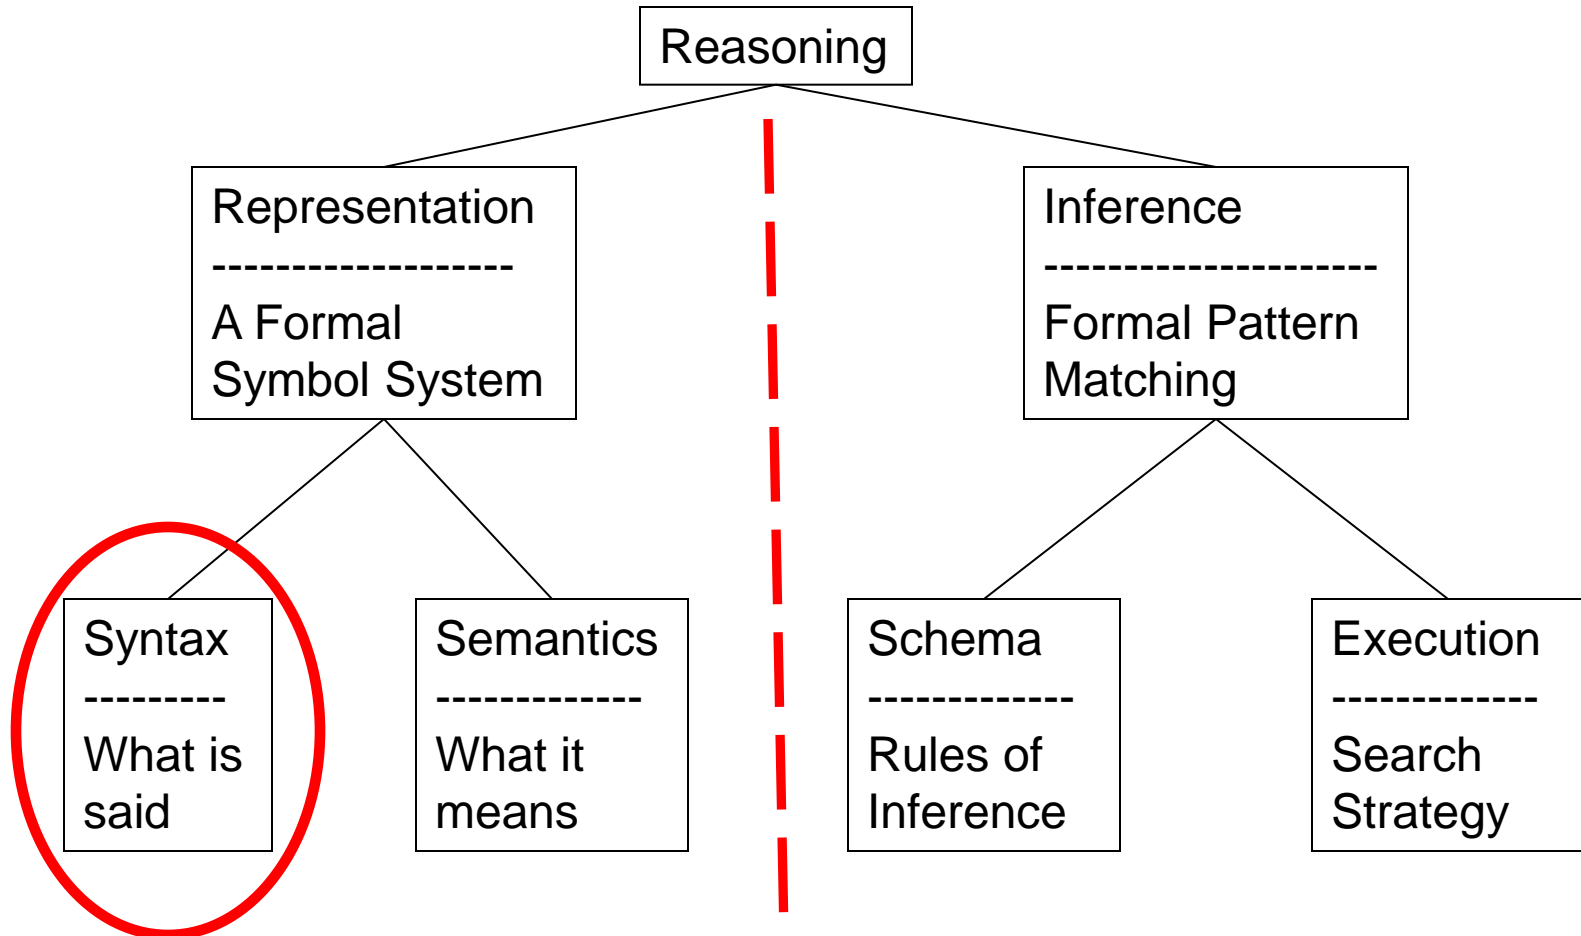 Reasoning
Representation
-------------------
A Formal
Symbol System
Inference
---------------------
Formal Pattern
Matching
Syntax
---------
What is
said
Semantics
-------------
What it
means
Schema
-------------
Rules of
Inference
Execution
-------------
Search
Strategy